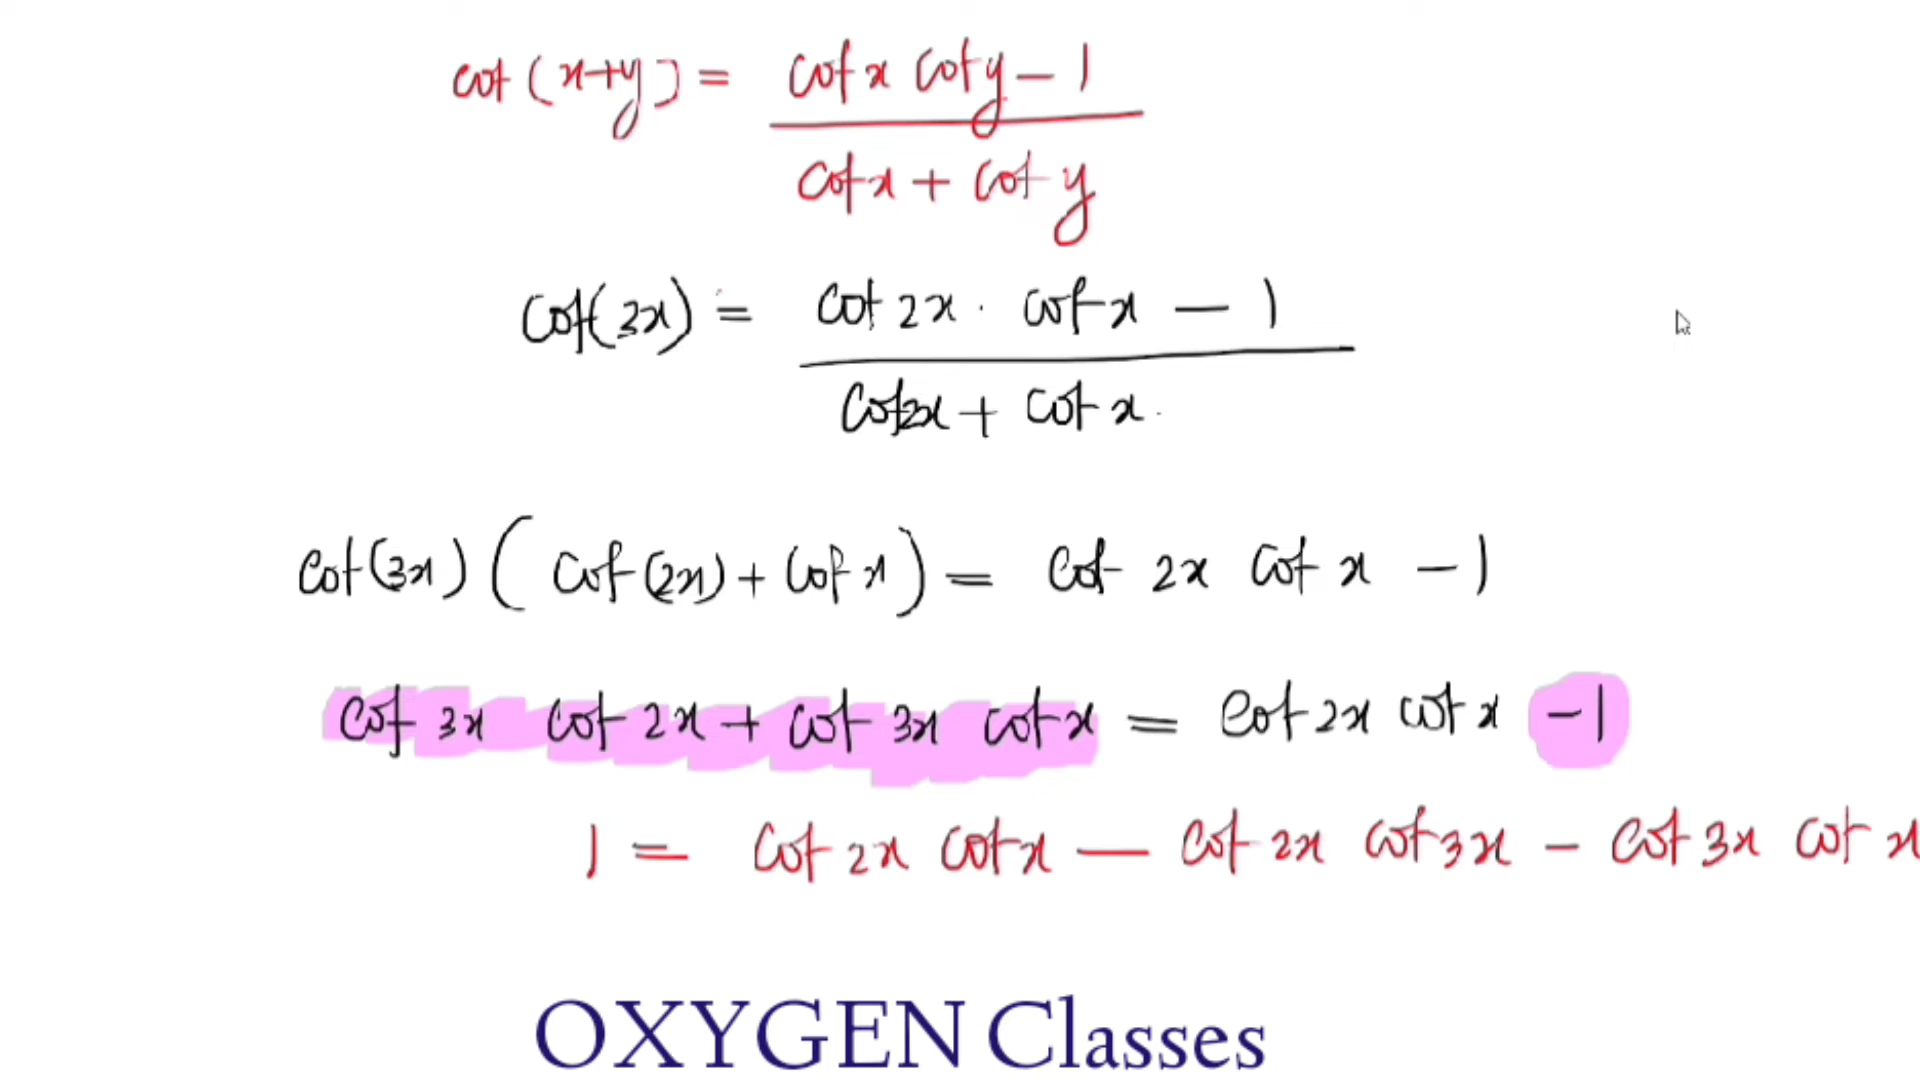 cot (x+y) = cot x cot y - 1
cot x + cot y
cot(3x) = cot 2x . cot x - 1
cot 2x + cot x .
cot(3x) ( cot (2x) + cot x ) = cot 2x cot x - 1
cot 3x cot 2x + cot 3x cot x = cot 2x cot x - 1
1 = cot 2x cot x - cot 2x cot 3x - cot 3x cot x
OXYGEN Classes